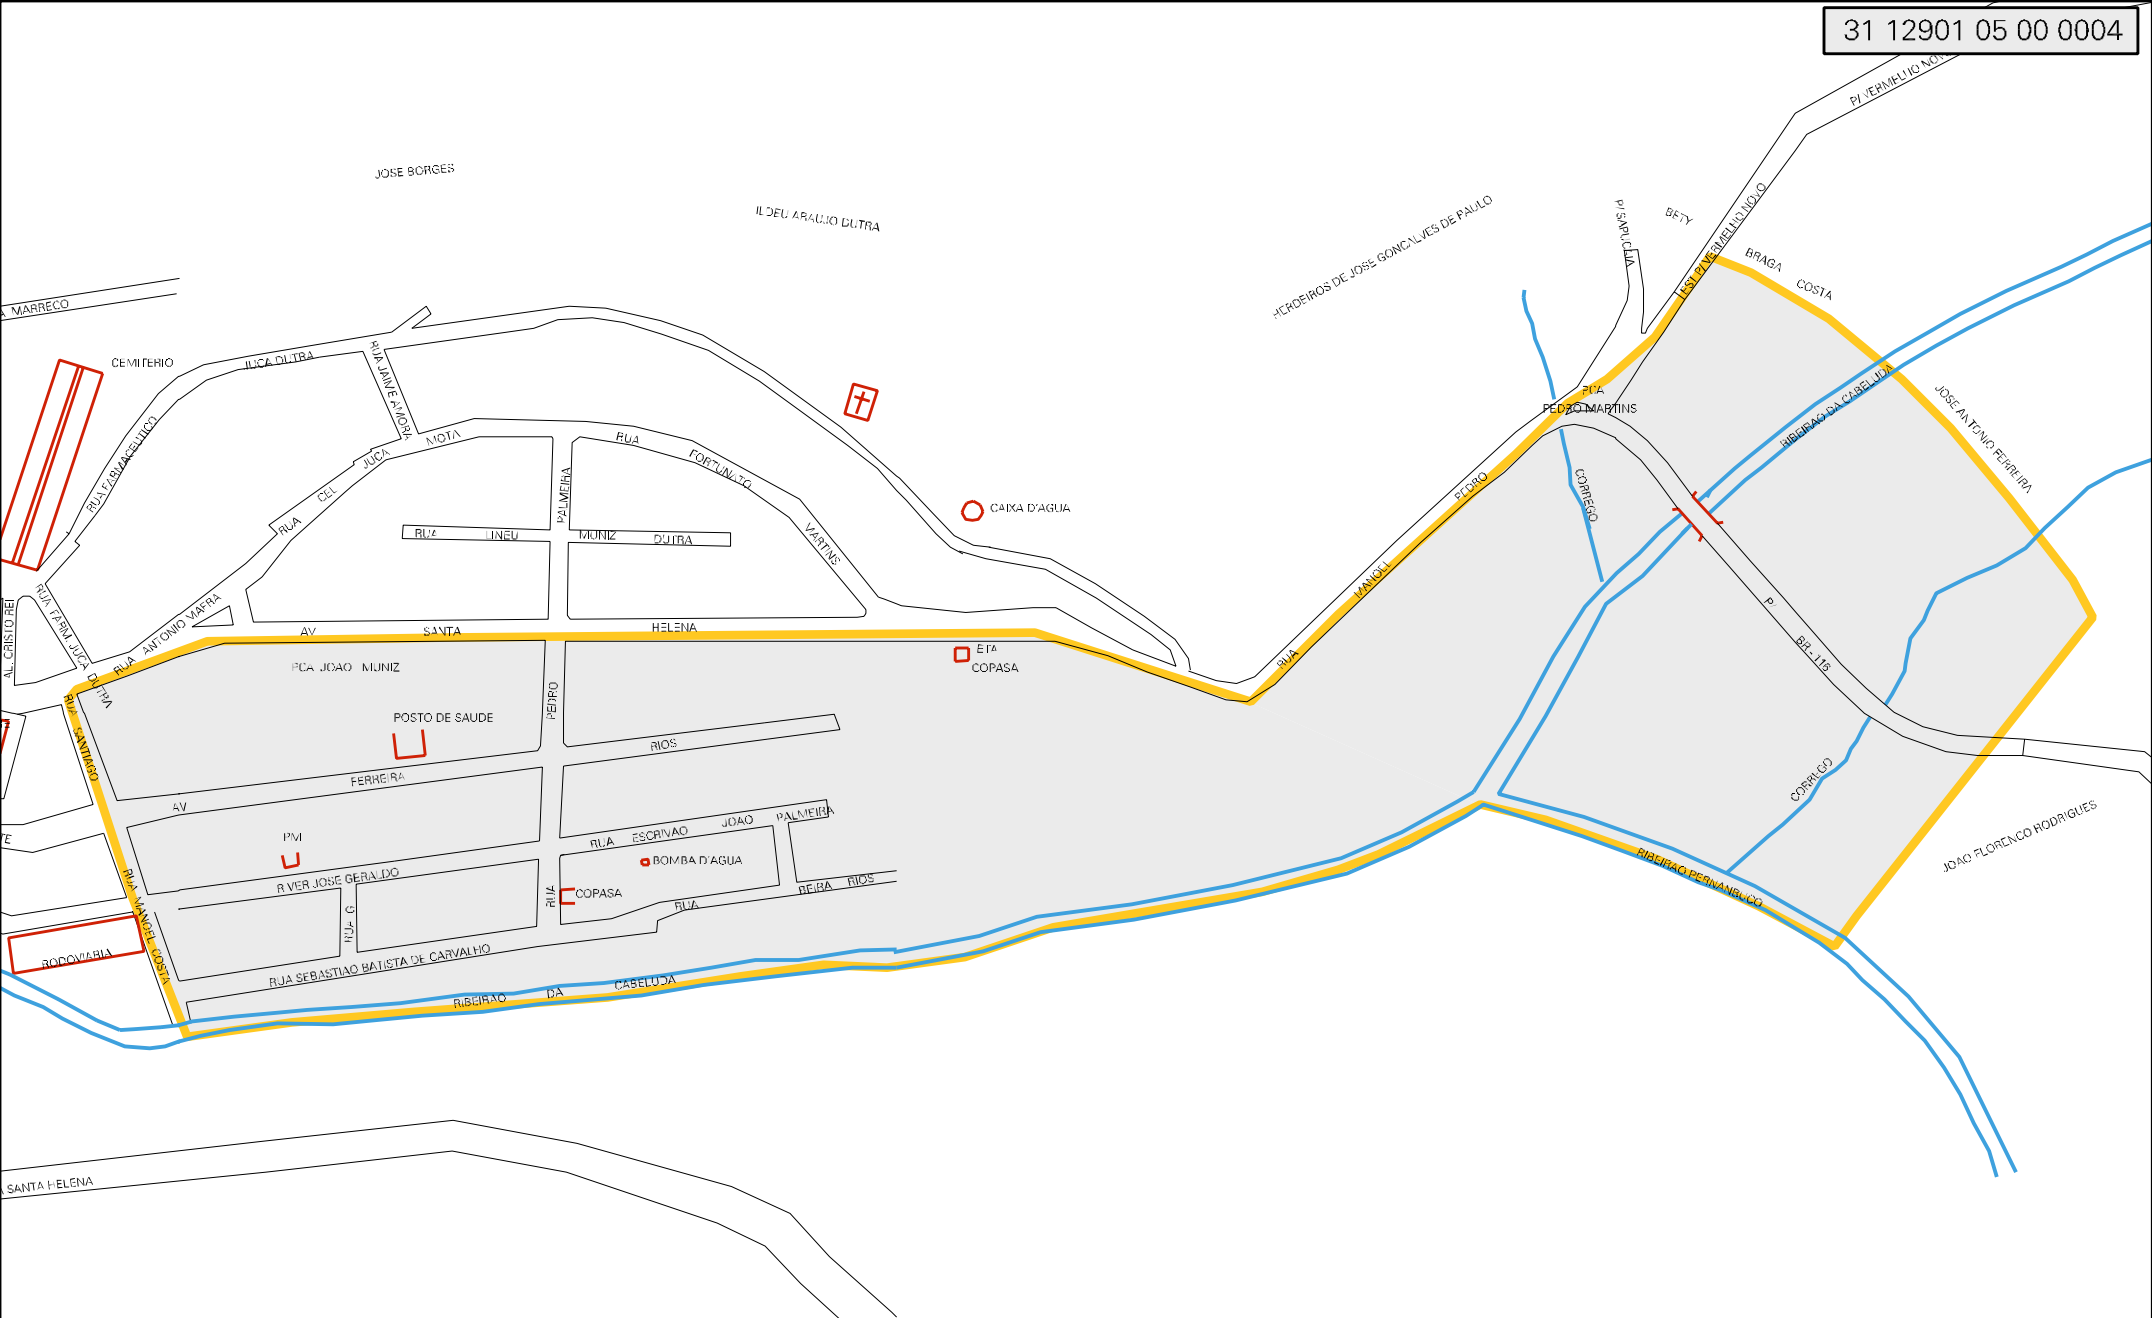 31 12901 05 00 0004
P/ VERMELHO NOVO
JOSE BORGES
ILDEU ARAUJO DUTRA
HERDEIROS DE JOSE GONCALVES DE PAULO
P/ SAPUCAIA
BETY
BRAGA
COSTA
EST P/ VERMELHO NOVO
MARRECO
CEMITERIO
JUCA DUTRA
RUA JAIME AMORA
RUA FARMACEUTICO
RUA CEL JUCA MOTA
RUA FORTUNATO MARTINS
PALMEIRA
RUA LINEU MUNIZ DUTRA
CAIXA D'AGUA
PCA
PEDRO MARTINS
RIBEIRAO DA CABELUDA
JOSE ANTONIO FERREIRA
CORREGO
RUA MANOEL PEDRO
P/ BR - 116
AL. CRISTO REI
RUA FARM. JUCA DUTRA
RUA ANTONIO MAFRA
AV SANTA HELENA
PCA JOAO MUNIZ
ETA
COPASA
PEDRO
POSTO DE SAUDE
RUA SANTIAGO
AV FERREIRA RIOS
PM
RUA ESCRIVAO JOAO PALMEIRA
BOMBA D'AGUA
R VER JOSE GERALDO
RUA
COPASA
RUA BEIRA RIOS
RUA G
RUA MANOEL COSTA
RODOVIARIA
RUA SEBASTIAO BATISTA DE CARVALHO
RIBEIRAO DA CABELUDA
CORREGO
RIBEIRAO PERNANBUCO
JOAO FLORENCO RODRIGUES
TE
SANTA HELENA